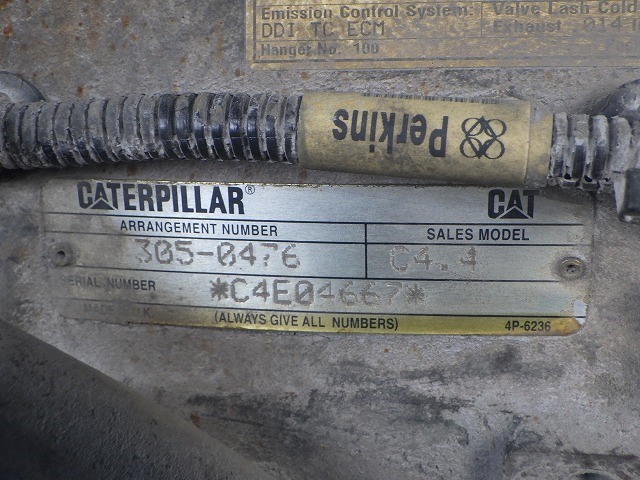 Emission Control System: Valve Lash Cold
DDI TC ECM Exhaust .014
Hanger No. 100
Perkins
CATERPILLAR® CAT
ARRANGEMENT NUMBER SALES MODEL
305-0476 C4.4
SERIAL NUMBER *C4E04667*
(ALWAYS GIVE ALL NUMBERS) 4P-6236